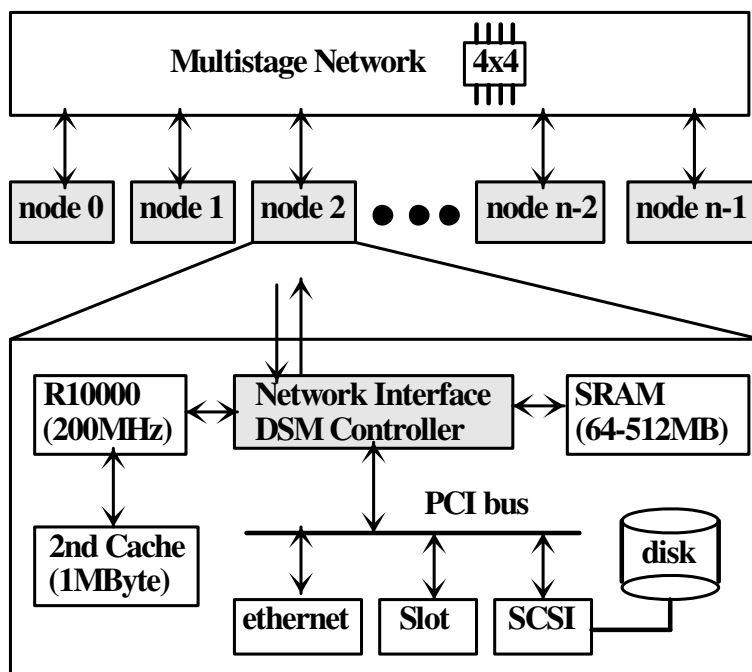 Multistage Network
4x4
node 0
node 1
node 2
node n-2
node n-1
R10000
(200MHz)
Network Interface
DSM Controller
SRAM
(64-512MB)
PCI bus
2nd Cache
(1MByte)
disk
ethernet
Slot
SCSI